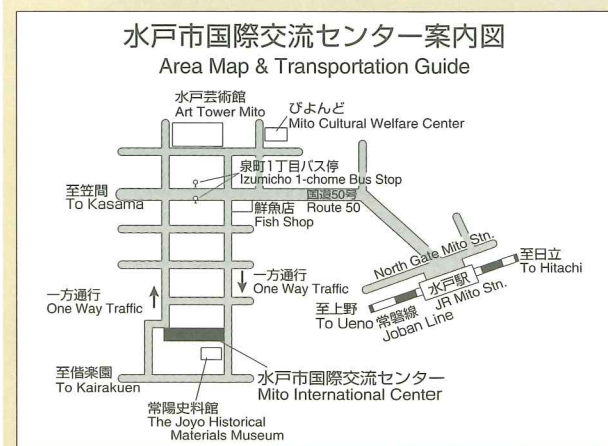 水戸市国際交流センター案内図
Area Map & Transportation Guide
水戸芸術館
Art Tower Mito
びよんど
Mito Cultural Welfare Center
泉町1丁目バス停
Izumicho 1-chome Bus Stop
至笠間
To Kasama
国道50号
Route 50
鮮魚店
Fish Shop
North Gate Mito Stn.
至日立
To Hitachi
水戸駅
JR Mito Stn.
一方通行
One Way Traffic
一方通行
One Way Traffic
至上野
To Ueno
常磐線
Joban Line
至偕楽園
To Kairakuen
水戸市国際交流センター
Mito International Center
常陽史料館
The Joyo Historical
Materials Museum